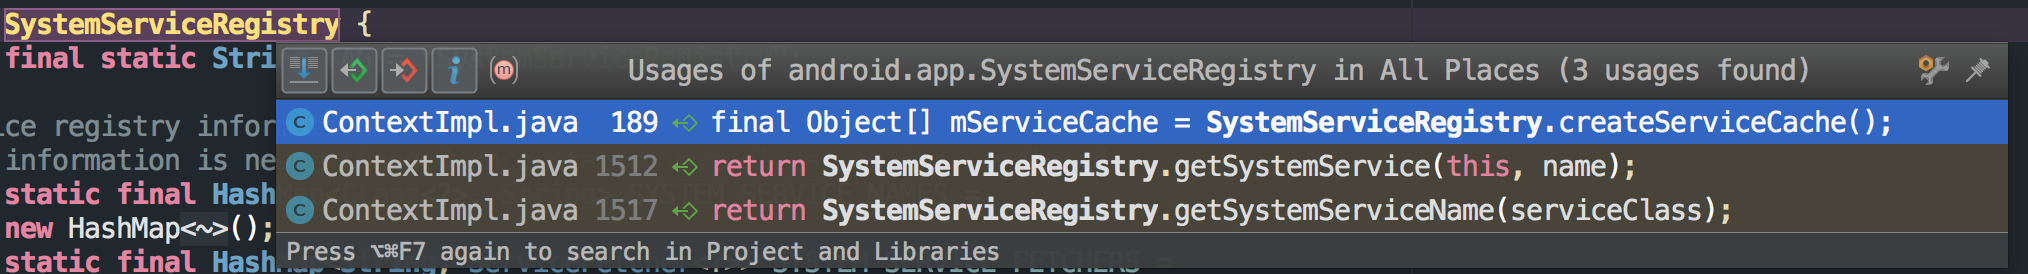 SystemServiceRegistry {
final static Stri
Usages of android.app.SystemServiceRegistry in All Places (3 usages found)
C ContextImpl.java 189 final Object[] mServiceCache = SystemServiceRegistry.createServiceCache();
ice registry infor
C ContextImpl.java 1512 return SystemServiceRegistry.getSystemService(this, name);
information is ne
static final Hash
C ContextImpl.java 1517 return SystemServiceRegistry.getSystemServiceName(serviceClass);
new HashMap<~>();
Press ⌥⌘F7 again to search in Project and Libraries
static final Hash